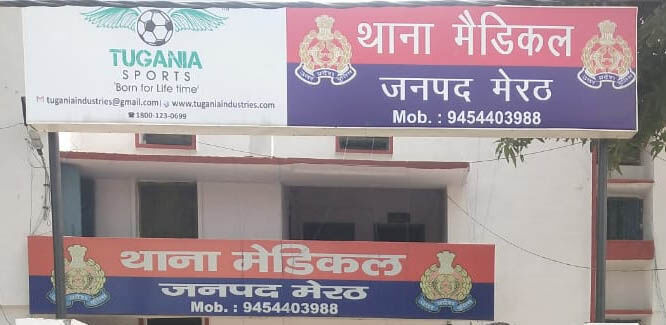 TUGANIA
SPORTS
'Born for Life time'
tuganiaindustries@gmail.com | www.tuganiaindustries.com
1800-123-0699
थाना मैडिकल
जनपद मेरठ
Mob. : 9454403988
थाना मेडिकल
जनपद मेरठ
Mob. : 9454403988